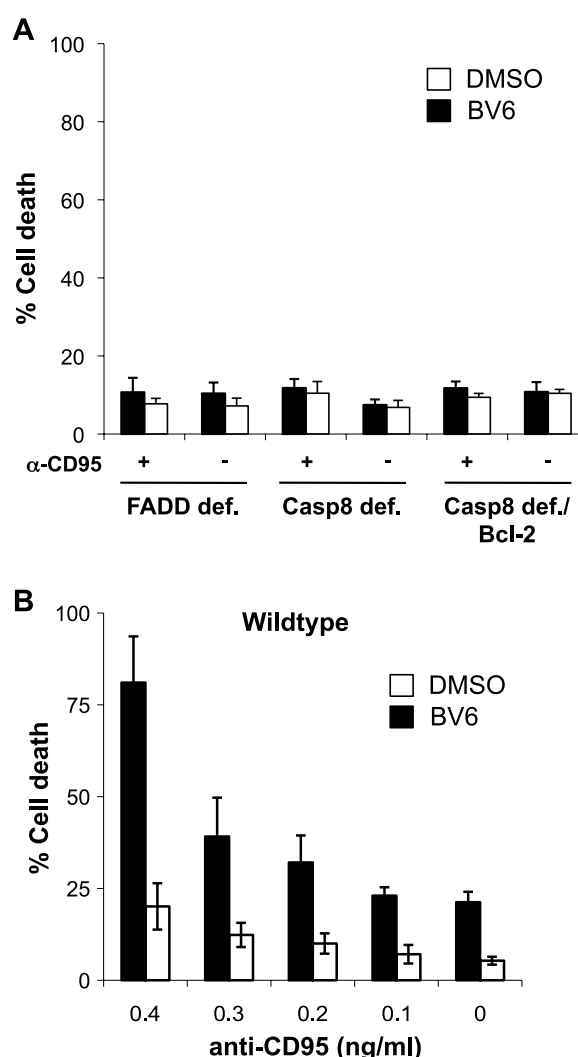 A
100
80
60
40
20
0
% Cell death
DMSO
BV6
α-CD95 + - + - + -
FADD def. Casp8 def. Casp8 def./
Bcl-2
B
Wildtype
100
75
50
25
0
% Cell death
DMSO
BV6
0.4 0.3 0.2 0.1 0
anti-CD95 (ng/ml)